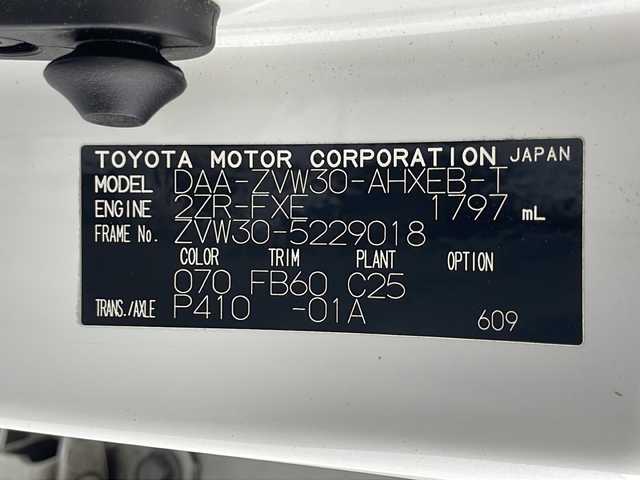 TOYOTA MOTOR CORPORATION JAPAN
MODEL DAA-ZVW30-AHXEB-T
ENGINE 2ZR-FXE 1797 mL
FRAME No. ZVW30-5229018
COLOR TRIM PLANT OPTION
070 FB60 C25
TRANS./AXLE P410 -01A 609